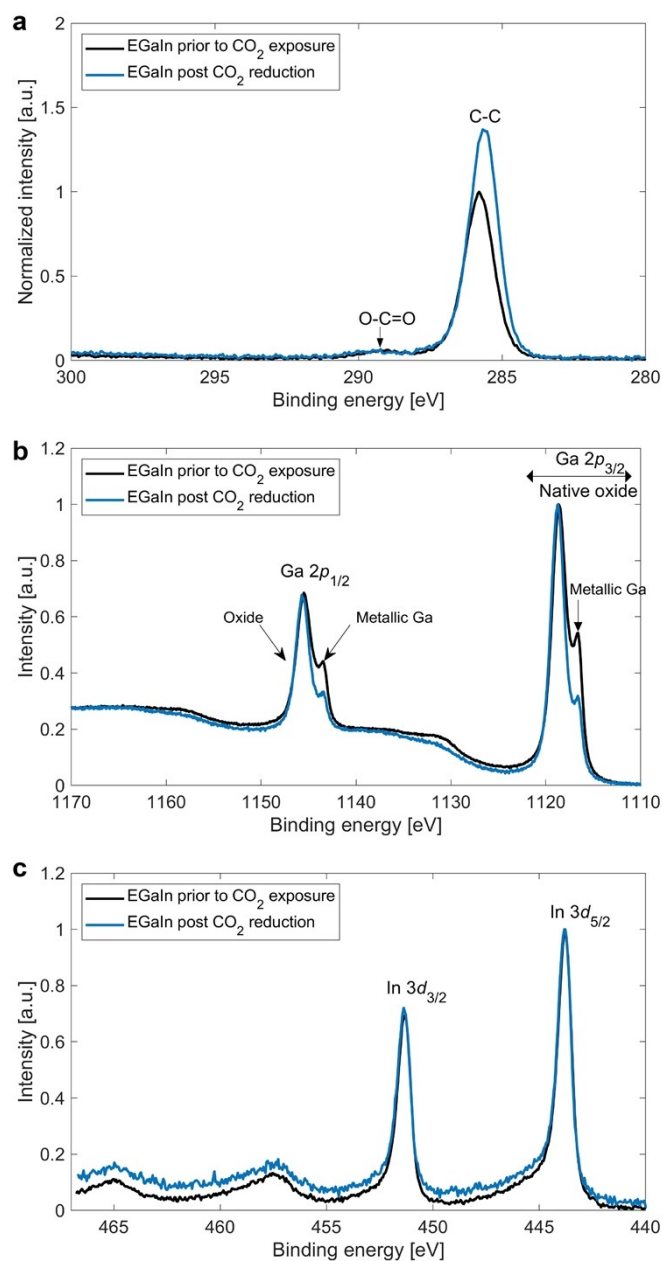 a
2
1.5
1
0.5
0
Normalized intensity [a.u.]
EGaIn prior to CO₂ exposure
EGaIn post CO₂ reduction
C-C
O-C=O
300 295 290 285 280
Binding energy [eV]
b
1.2
1
0.8
0.6
0.4
0.2
0
Intensity [a.u.]
EGaIn prior to CO₂ exposure
EGaIn post CO₂ reduction
Ga 2p₃/₂
Native oxide
Ga 2p₁/₂
Oxide
Metallic Ga
Metallic Ga
1170 1160 1150 1140 1130 1120 1110
Binding energy [eV]
c
1.2
1
0.8
0.6
0.4
0.2
0
Intensity [a.u.]
EGaIn prior to CO₂ exposure
EGaIn post CO₂ reduction
In 3d₅/₂
In 3d₃/₂
465 460 455 450 445 440
Binding energy [eV]